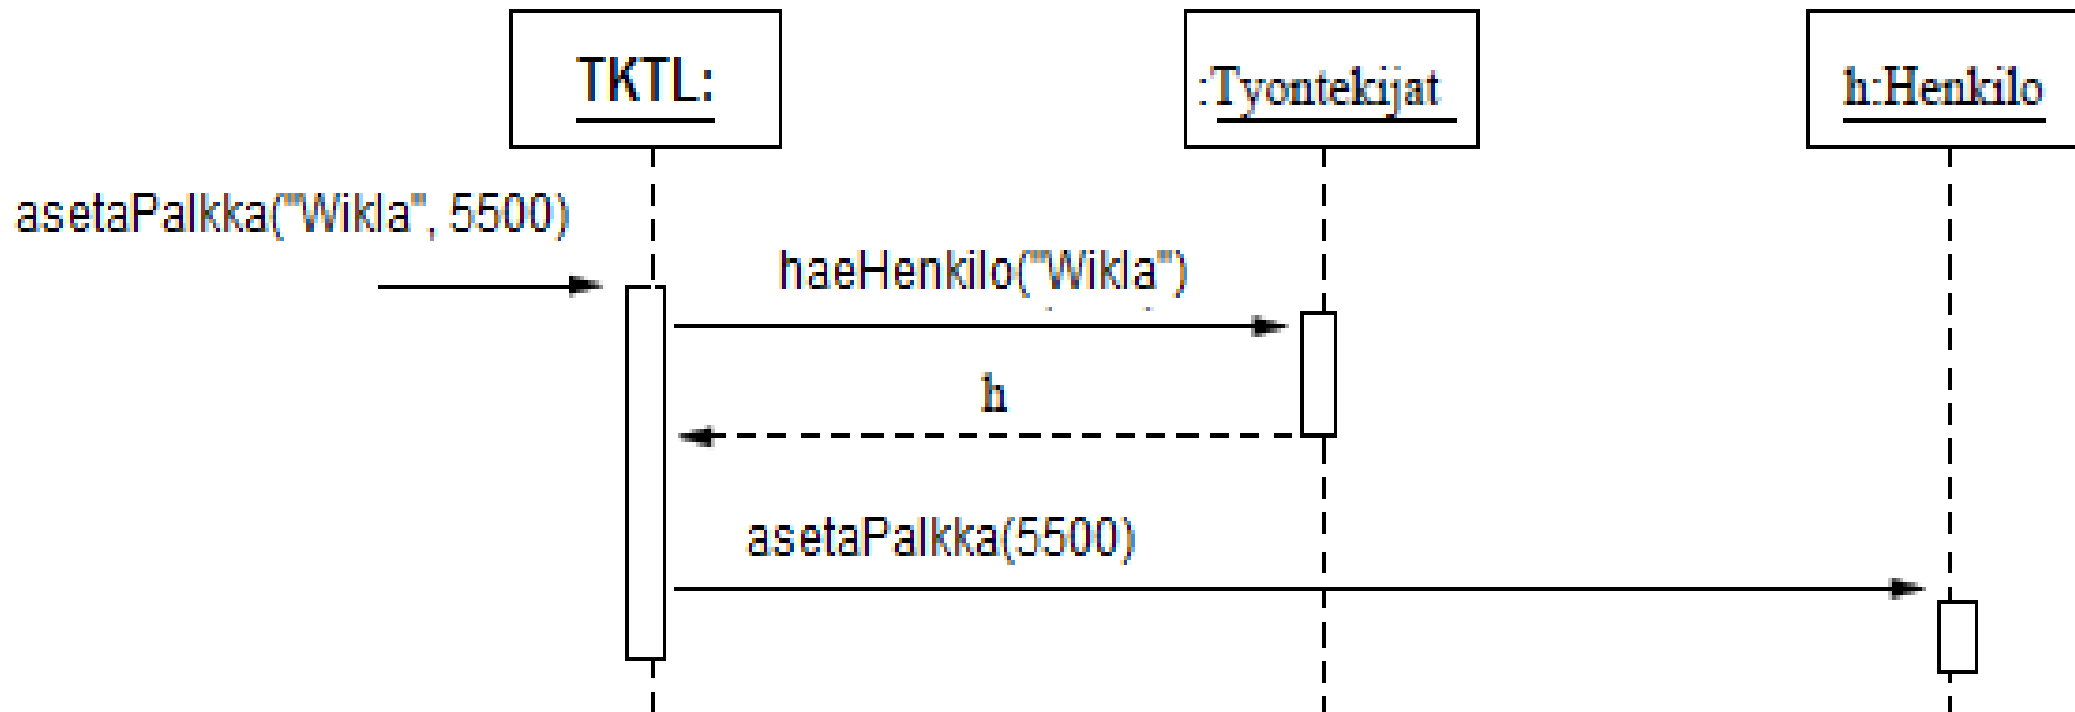 TKTL:
:Tyontekijat
h:Henkilo
asetaPalkka("Wikla", 5500)
haeHenkilo("Wikla")
h
asetaPalkka(5500)